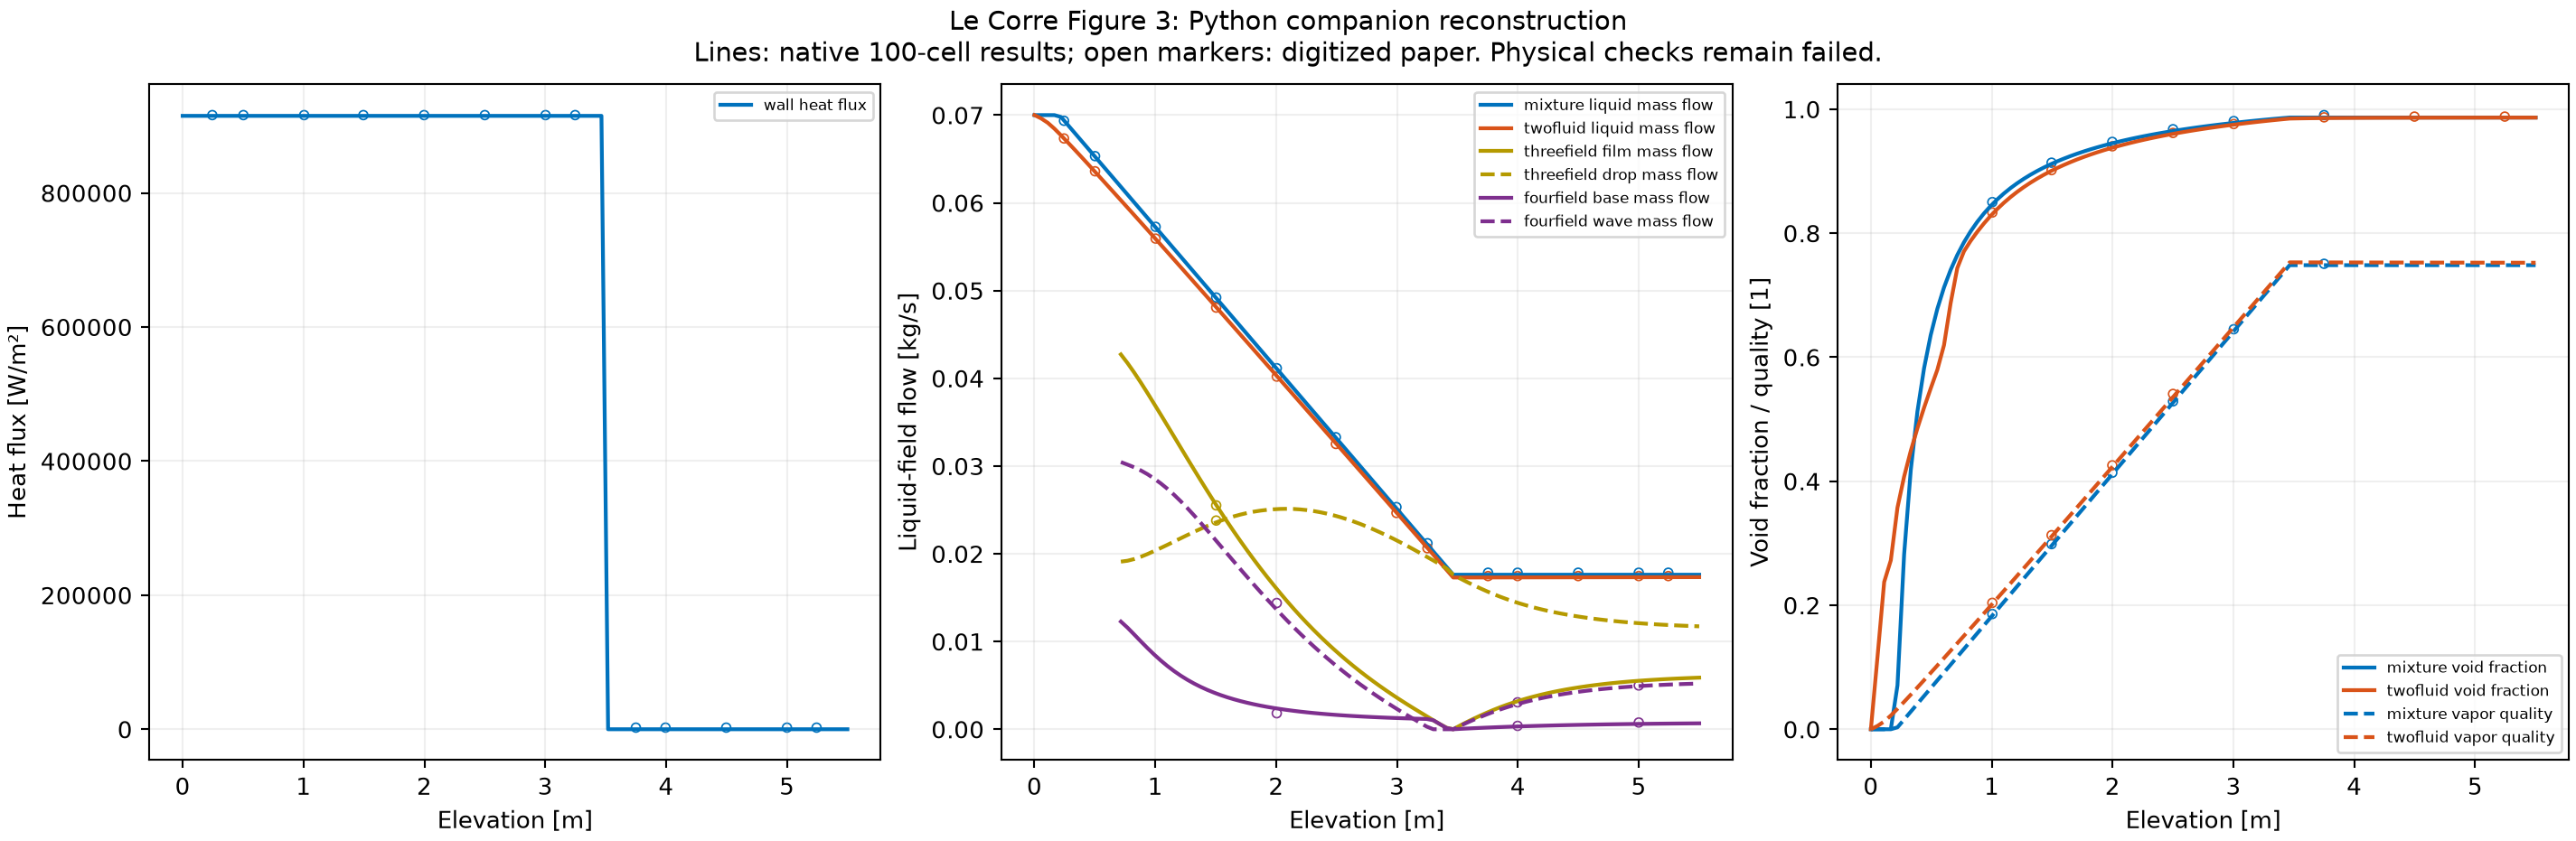 Le Corre Figure 3: Python companion reconstruction
Lines: native 100-cell results; open markers: digitized paper. Physical checks remain failed.
Heat flux [W/m²]
800000
600000
400000
200000
0
wall heat flux
0 1 2 3 4 5
Elevation [m]
Liquid-field flow [kg/s]
0.07
0.06
0.05
0.04
0.03
0.02
0.01
0.00
mixture liquid mass flow
twofluid liquid mass flow
threefield film mass flow
threefield drop mass flow
fourfield base mass flow
fourfield wave mass flow
0 1 2 3 4 5
Elevation [m]
Void fraction / quality [1]
1.0
0.8
0.6
0.4
0.2
0.0
mixture void fraction
twofluid void fraction
mixture vapor quality
twofluid vapor quality
0 1 2 3 4 5
Elevation [m]